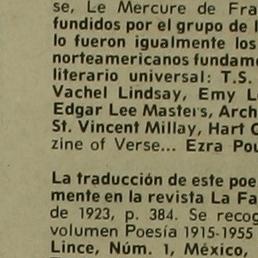 se, Le Mercure de Fra
fundidos por el grupo de l
lo fueron igualmente los
norteamericanos fundame
literario universal: T.S.
Vachel Lindsay, Emy L
Edgar Lee Masters, Arch
St. Vincent Millay, Hart C
zine of Verse... Ezra Pou
La traducción de este poe
mente en la revista La Fa
de 1923, p. 384. Se recog
volumen Poesía 1915-1955
Lince, Núm. 1, México,